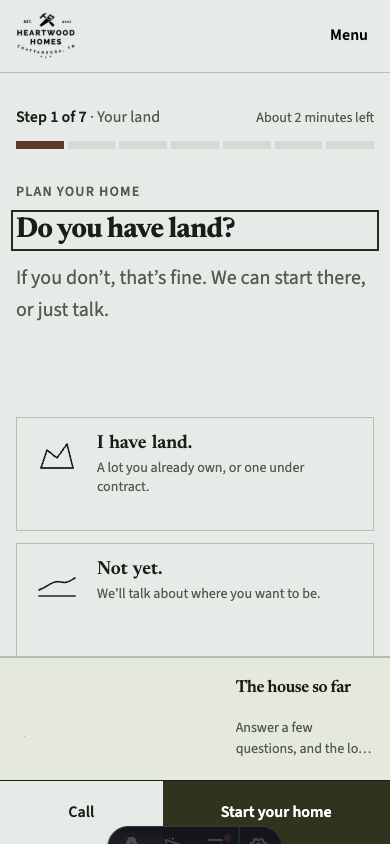 HEARTWOOD
HOMES
CHATTANOOGA, TN
Menu
Step 1 of 7 · Your land
About 2 minutes left
PLAN YOUR HOME
Do you have land?
If you don’t, that’s fine. We can start there,
or just talk.
I have land.
A lot you already own, or one under
contract.
Not yet.
We’ll talk about where you want to be.
The house so far
Answer a few
questions, and the lo…
Call
Start your home